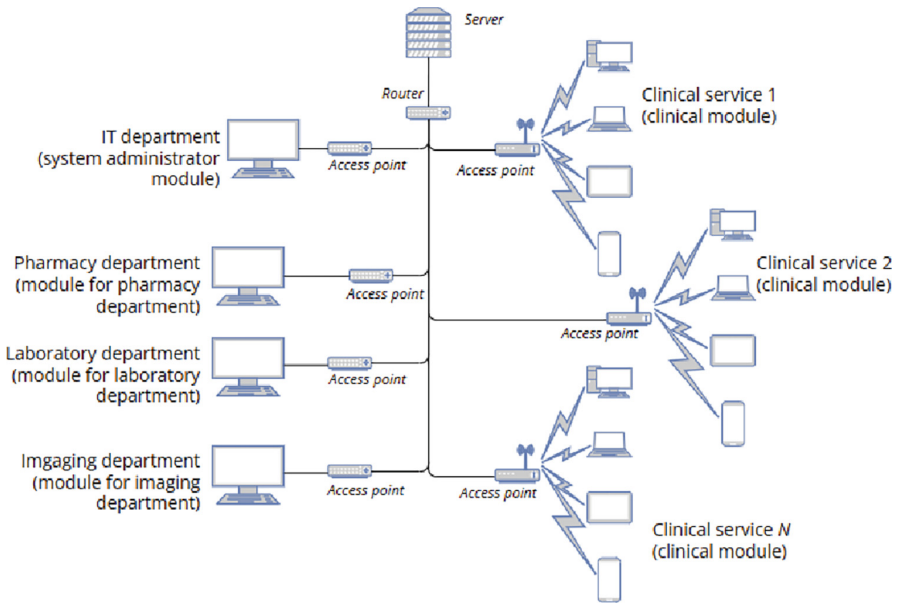 Server
Router
IT department
(system administrator
module)
Access point
Access point
Clinical service 1
(clinical module)
Pharmacy department
(module for pharmacy
department)
Access point
Clinical service 2
(clinical module)
Access point
Laboratory department
(module for laboratory
department)
Access point
Imgaging department
(module for imaging
department)
Access point
Access point
Clinical service N
(clinical module)